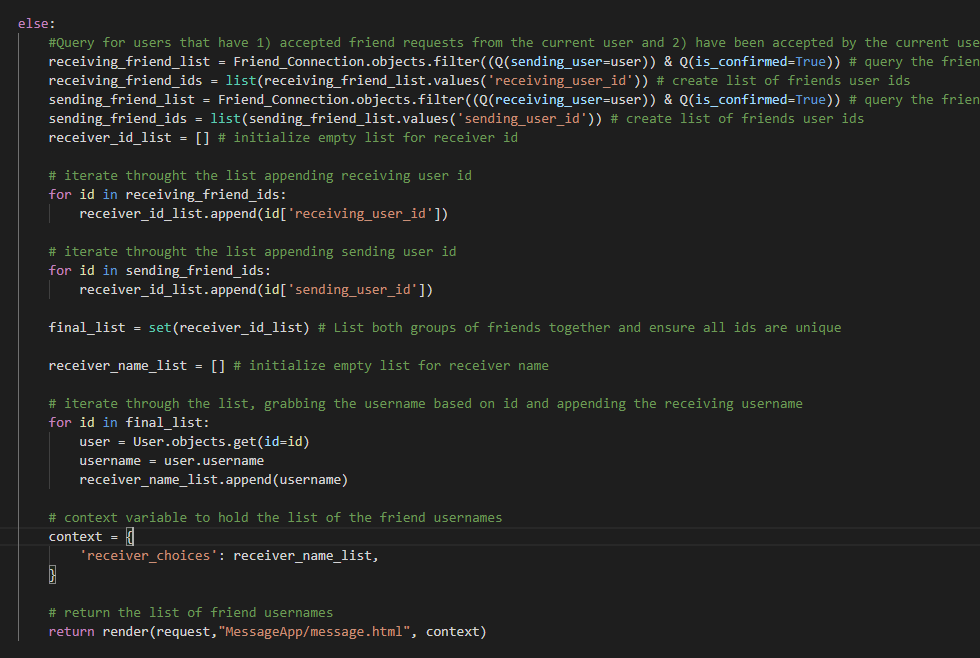 else:
#Query for users that have 1) accepted friend requests from the current user and 2) have been accepted by the current use
receiving_friend_list = Friend_Connection.objects.filter((Q(sending_user=user)) & Q(is_confirmed=True)) # query the frien
receiving_friend_ids = list(receiving_friend_list.values('receiving_user_id')) # create list of friends user ids
sending_friend_list = Friend_Connection.objects.filter((Q(receiving_user=user)) & Q(is_confirmed=True)) # query the frien
sending_friend_ids = list(sending_friend_list.values('sending_user_id')) # create list of friends user ids
receiver_id_list = [] # initialize empty list for receiver id
# iterate throught the list appending receiving user id
for id in receiving_friend_ids:
receiver_id_list.append(id['receiving_user_id'])
# iterate throught the list appending sending user id
for id in sending_friend_ids:
receiver_id_list.append(id['sending_user_id'])
final_list = set(receiver_id_list) # List both groups of friends together and ensure all ids are unique
receiver_name_list = [] # initialize empty list for receiver name
# iterate through the list, grabbing the username based on id and appending the receiving username
for id in final_list:
user = User.objects.get(id=id)
username = user.username
receiver_name_list.append(username)
# context variable to hold the list of the friend usernames
context = {
'receiver_choices': receiver_name_list,
}
# return the list of friend usernames
return render(request,"MessageApp/message.html", context)